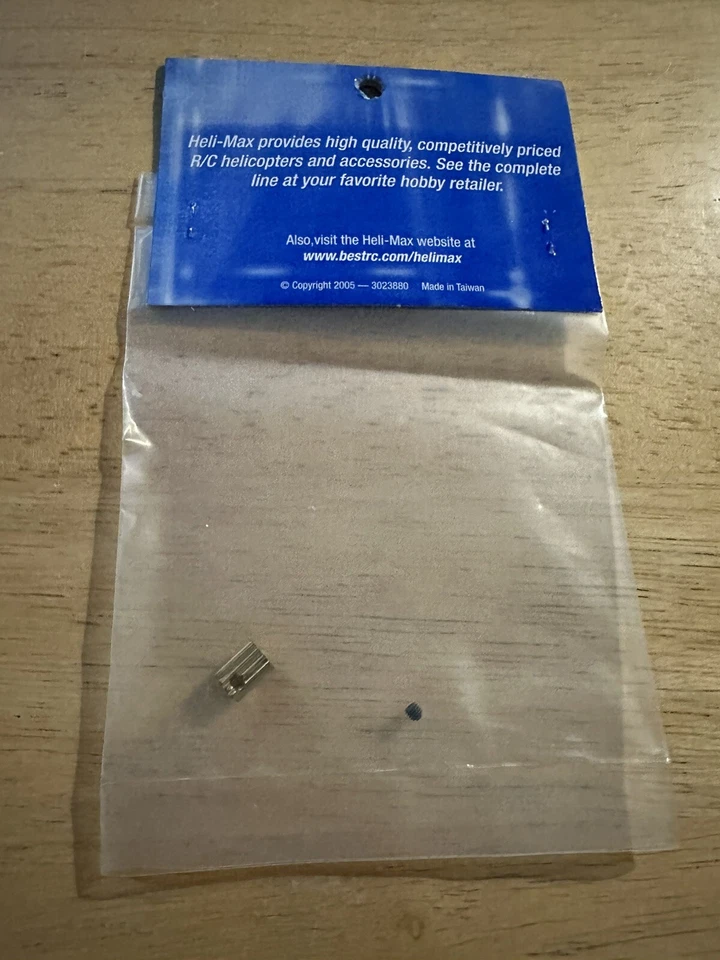 Heli-Max provides high quality, competitively priced
R/C helicopters and accessories. See the complete
line at your favorite hobby retailer.
Also,visit the Heli-Max website at
www.bestrc.com/helimax
© Copyright 2005 — 3023880 Made in Taiwan